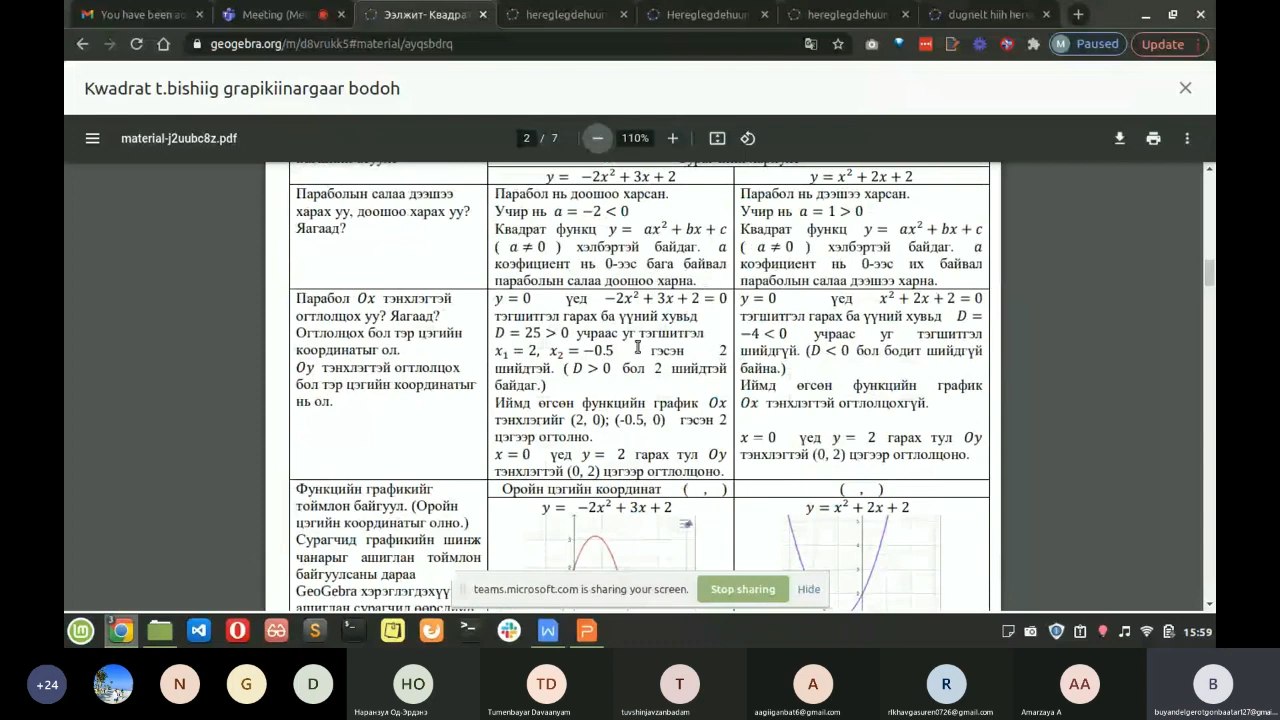 You have been au
Meeting (Me
Ээлжит- Квадрат
hereglegdehuun
Hereglegdehuun
hereglegdehuun
dugnelt hiih here
geogebra.org/m/d8vrukk5#material/ayqsbdrq
Paused
Update
Kwadrat t.bishiig grapikiinargaar bodoh
material-j2uubc8z.pdf
2 / 7
110%
y = −2x² + 3x + 2
y = x² + 2x + 2
Параболын салаа дээшээ
харах уу, доошоо харах уу?
Яагаад?
Парабол нь доошоо харсан.
Учир нь a = −2 < 0
Квадрат функц y = ax² + bx + c
( a ≠ 0 ) хэлбэртэй байдаг. a
коэфициент нь 0-ээс бага байвал
параболын салаа доошоо харна.
Парабол нь дээшээ харсан.
Учир нь a = 1 > 0
Квадрат функц y = ax² + bx + c
( a ≠ 0 ) хэлбэртэй байдаг. a
коэфициент нь 0-ээс их байвал
параболын салаа дээшээ харна.
Парабол Ox тэнхлэгтэй
огтлолцох уу? Яагаад?
Огтлолцох бол тэр цэгийн
координатыг ол.
Oy тэнхлэгтэй огтлолцох
бол тэр цэгийн координатыг
нь ол.
y = 0 үед −2x² + 3x + 2 = 0
тэгшитгэл гарах ба үүний хувьд
D = 25 > 0 учраас уг тэгшитгэл
x₁ = 2, x₂ = −0.5 гэсэн 2
шийдтэй. ( D > 0 бол 2 шийдтэй
байдаг.)
Иймд өгсөн функцийн график Ox
тэнхлэгийг (2, 0); (-0.5, 0) гэсэн 2
цэгээр огтолно.
x = 0 үед y = 2 гарах тул Oy
тэнхлэгтэй (0, 2) цэгээр огтлолцоно.
y = 0 үед x² + 2x + 2 = 0
тэгшитгэл гарах ба үүний хувьд D =
−4 < 0 учраас уг тэгшитгэл
шийдгүй. (D < 0 бол бодит шийдгүй
байна.)
Иймд өгсөн функцийн график
Ox тэнхлэгтэй огтлолцохгүй.
x = 0 үед y = 2 гарах тул Oy
тэнхлэгтэй (0, 2) цэгээр огтлолцоно.
Функцийн графикийг
тоймлон байгуул. (Оройн
цэгийн координатыг олно.)
Сурагчид графикийн шинж
чанарыг ашиглан тоймлон
байгуулсаны дараа
GeoGebra хэрэглэгдэхүү
Оройн цэгийн координат ( , )
( , )
y = −2x² + 3x + 2
y = x² + 2x + 2
teams.microsoft.com is sharing your screen.
Stop sharing
Hide
15:59
+24
N
G
D
HO
TD
T
A
R
AA
B
Наранзул Од-Эрдэнэ
Tumenbayar Davaanyam
tuvshinjavzanbadam
aagiiganbat6@gmail.com
rlkhavgasuren0726@gmail.com
Amarzaya A
buyandelgerotgonbaatar127@gmai...